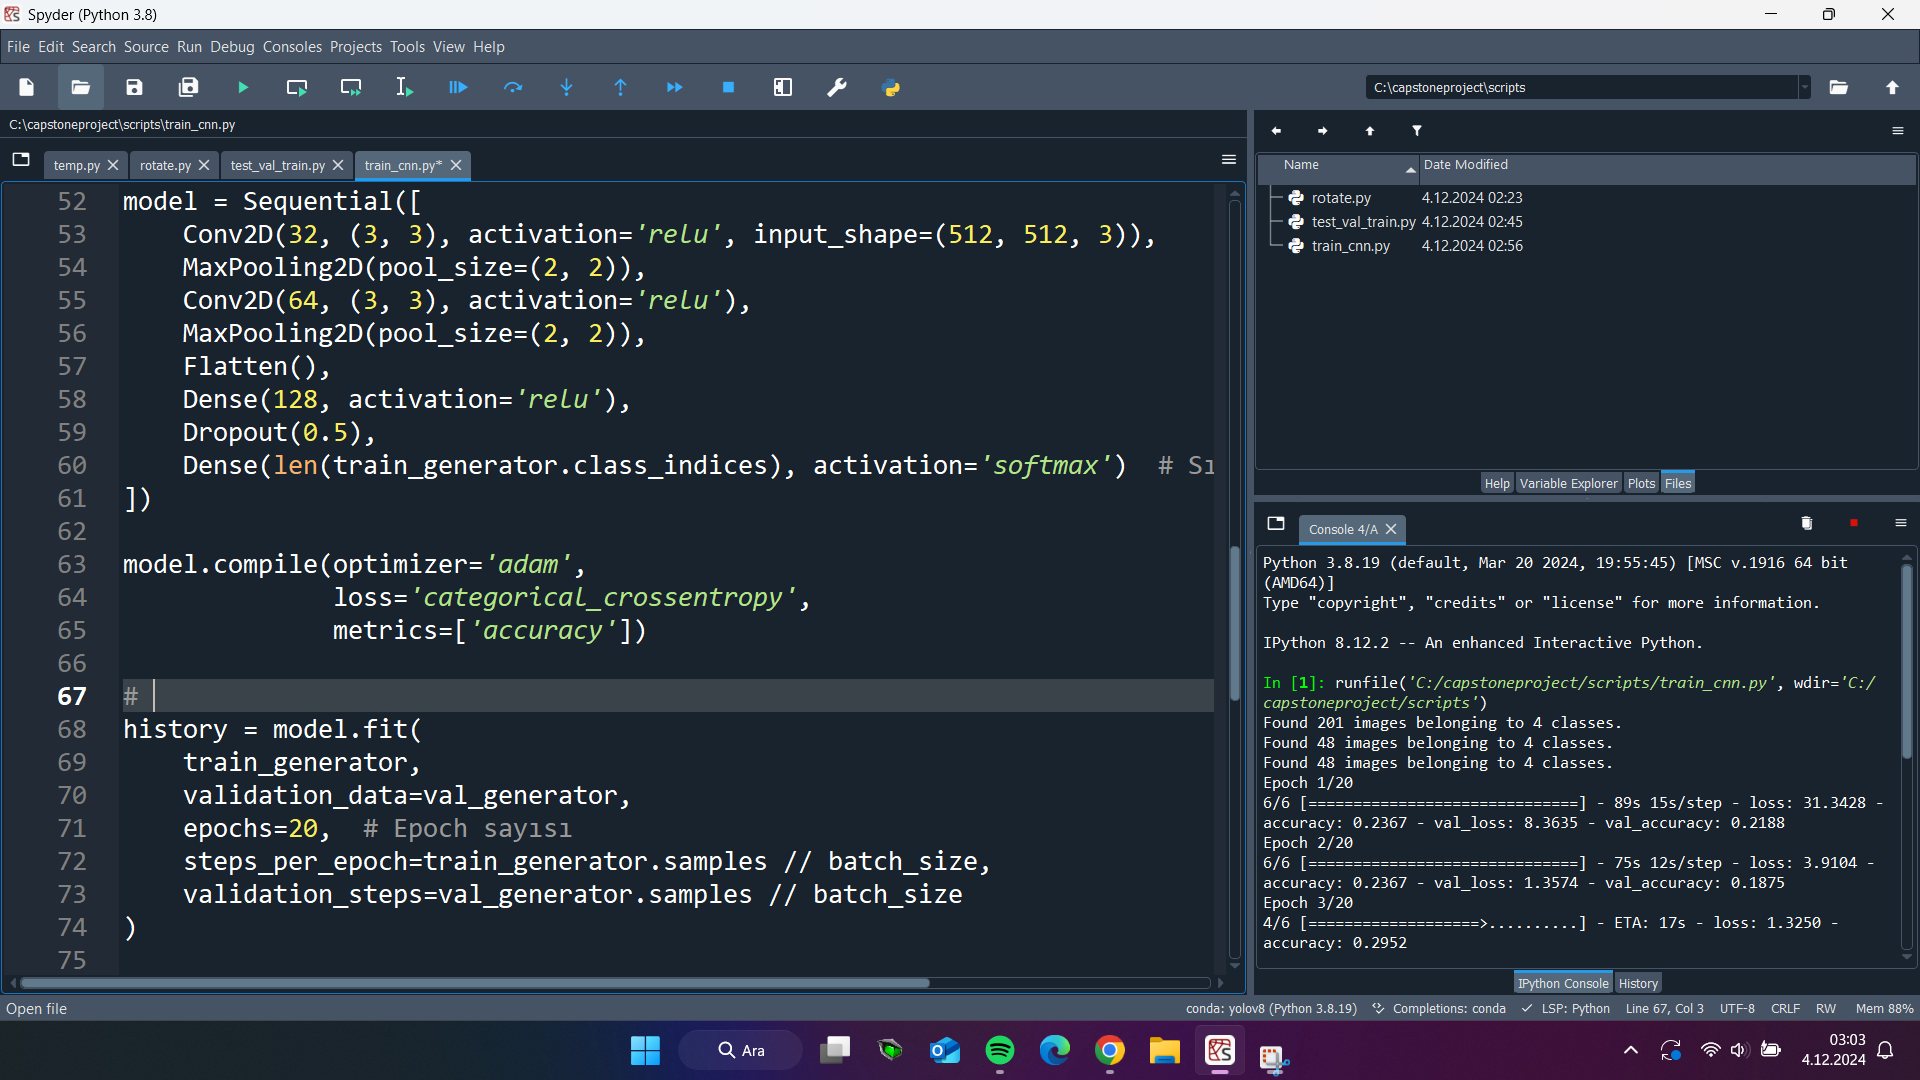 Spyder (Python 3.8)
File Edit Search Source Run Debug Consoles Projects Tools View Help
C:\capstoneproject\scripts
C:\capstoneproject\scripts\train_cnn.py
temp.py rotate.py test_val_train.py train_cnn.py*
52 model = Sequential([
53     Conv2D(32, (3, 3), activation='relu', input_shape=(512, 512, 3)),
54     MaxPooling2D(pool_size=(2, 2)),
55     Conv2D(64, (3, 3), activation='relu'),
56     MaxPooling2D(pool_size=(2, 2)),
57     Flatten(),
58     Dense(128, activation='relu'),
59     Dropout(0.5),
60     Dense(len(train_generator.class_indices), activation='softmax')  # Sı
61 ])
62
63 model.compile(optimizer='adam',
64               loss='categorical_crossentropy',
65               metrics=['accuracy'])
66
67 #
68 history = model.fit(
69     train_generator,
70     validation_data=val_generator,
71     epochs=20,  # Epoch sayısı
72     steps_per_epoch=train_generator.samples // batch_size,
73     validation_steps=val_generator.samples // batch_size
74 )
75
Name Date Modified
rotate.py 4.12.2024 02:23
test_val_train.py 4.12.2024 02:45
train_cnn.py 4.12.2024 02:56
Help Variable Explorer Plots Files
Console 4/A
Python 3.8.19 (default, Mar 20 2024, 19:55:45) [MSC v.1916 64 bit
(AMD64)]
Type "copyright", "credits" or "license" for more information.
IPython 8.12.2 -- An enhanced Interactive Python.
In [1]: runfile('C:/capstoneproject/scripts/train_cnn.py', wdir='C:/
capstoneproject/scripts')
Found 201 images belonging to 4 classes.
Found 48 images belonging to 4 classes.
Found 48 images belonging to 4 classes.
Epoch 1/20
6/6 [==============================] - 89s 15s/step - loss: 31.3428 -
accuracy: 0.2367 - val_loss: 8.3635 - val_accuracy: 0.2188
Epoch 2/20
6/6 [==============================] - 75s 12s/step - loss: 3.9104 -
accuracy: 0.2367 - val_loss: 1.3574 - val_accuracy: 0.1875
Epoch 3/20
4/6 [===================>..........] - ETA: 17s - loss: 1.3250 -
accuracy: 0.2952
IPython Console History
Open file
conda: yolov8 (Python 3.8.19) Completions: conda LSP: Python Line 67, Col 3 UTF-8 CRLF RW Mem 88%
Ara
03:03
4.12.2024